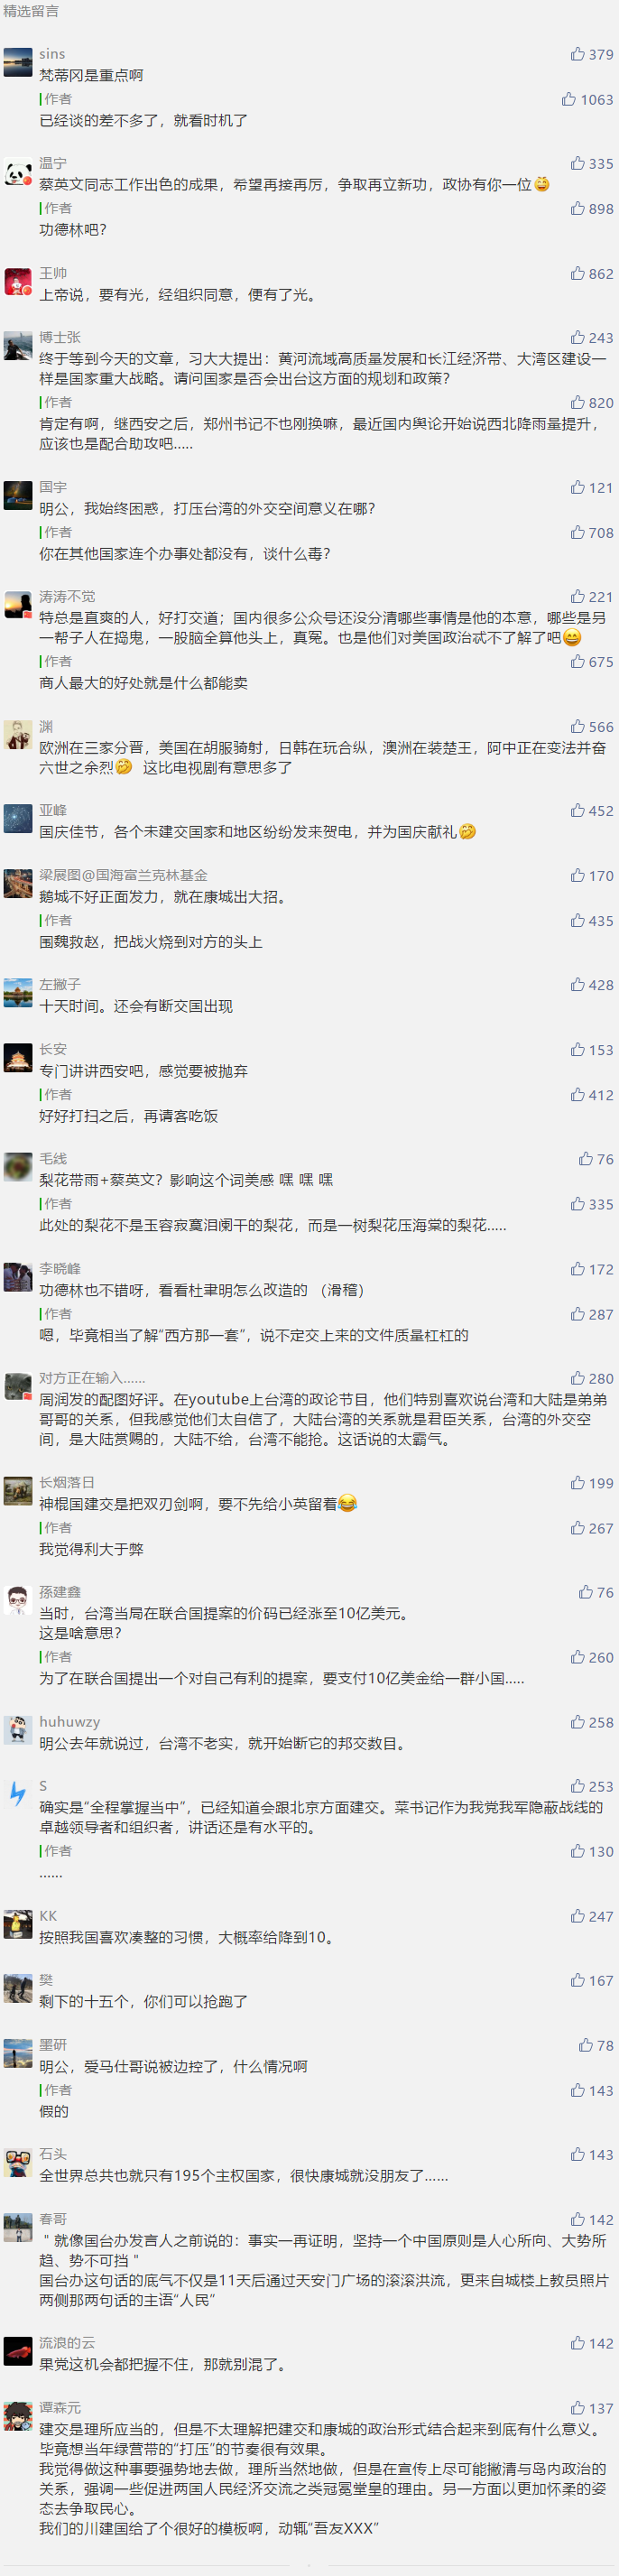 精选留言
sins
379
梵蒂冈是重点啊
作者
1063
已经谈的差不多了，就看时机了
温宁
335
蔡英文同志工作出色的成果，希望再接再厉，争取再立新功，政协有你一位😅
作者
898
功德林吧？
王帅
862
上帝说，要有光，经组织同意，便有了光。
博士张
243
终于等到今天的文章，习大大提出：黄河流域高质量发展和长江经济带、大湾区建设一
样是国家重大战略。请问国家是否会出台这方面的规划和政策？
作者
820
肯定有啊，继西安之后，郑州书记不也刚换嘛，最近国内舆论开始说西北降雨量提升，
应该也是配合助攻吧.....
国宇
121
明公，我始终困惑，打压台湾的外交空间意义在哪？
作者
708
你在其他国家连个办事处都没有，谈什么毒？
涛涛不觉
221
特总是直爽的人，好打交道；国内很多公众号还没分清哪些事情是他的本意，哪些是另
一帮子人在捣鬼，一股脑全算他头上，真冤。也是他们对美国政治忒不了解了吧😄
作者
675
商人最大的好处就是什么都能卖
渊
566
欧洲在三家分晋，美国在胡服骑射，日韩在玩合纵，澳洲在装楚王，阿中正在变法并奋
六世之余烈🤣 这比电视剧有意思多了
亚峰
452
国庆佳节，各个未建交国家和地区纷纷发来贺电，并为国庆献礼🤣
梁展图@国海富兰克林基金
170
鹅城不好正面发力，就在康城出大招。
作者
435
围魏救赵，把战火烧到对方的头上
左撇子
428
十天时间。还会有断交国出现
长安
153
专门讲讲西安吧，感觉要被抛弃
作者
412
好好打扫之后，再请客吃饭
毛线
76
梨花带雨+蔡英文？影响这个词美感 嘿 嘿 嘿
作者
335
此处的梨花不是玉容寂寞泪阑干的梨花，而是一树梨花压海棠的梨花.....
李晓峰
172
功德林也不错呀，看看杜聿明怎么改造的 （滑稽）
作者
287
嗯，毕竟相当了解“西方那一套”，说不定交上来的文件质量杠杠的
对方正在输入......
280
周润发的配图好评。在youtube上台湾的政论节目，他们特别喜欢说台湾和大陆是弟弟
哥哥的关系，但我感觉他们太自信了，大陆台湾的关系就是君臣关系，台湾的外交空
间，是大陆赏赐的，大陆不给，台湾不能抢。这话说的太霸气。
长烟落日
199
神棍国建交是把双刃剑啊，要不先给小英留着😂
作者
267
我觉得利大于弊
孫建鑫
76
当时，台湾当局在联合国提案的价码已经涨至10亿美元。
这是啥意思？
作者
260
为了在联合国提出一个对自己有利的提案，要支付10亿美金给一群小国.....
huhuwzy
258
明公去年就说过，台湾不老实，就开始断它的邦交数目。
S
253
确实是“全程掌握当中”，已经知道会跟北京方面建交。菜书记作为我党我军隐蔽战线的
卓越领导者和组织者，讲话还是有水平的。
作者
130
......
KK
247
按照我国喜欢凑整的习惯，大概率给降到10。
樊
167
剩下的十五个，你们可以抢跑了
墨研
78
明公，爱马仕哥说被边控了，什么情况啊
作者
143
假的
石头
143
全世界总共也就只有195个主权国家，很快康城就没朋友了......
春哥
142
＂就像国台办发言人之前说的：事实一再证明，坚持一个中国原则是人心所向、大势所
趋、势不可挡＂
国台办这句话的底气不仅是11天后通过天安门广场的滚滚洪流，更来自城楼上教员照片
两侧那两句话的主语“人民”
流浪的云
142
果党这机会都把握不住，那就别混了。
谭森元
137
建交是理所应当的，但是不太理解把建交和康城的政治形式结合起来到底有什么意义。
毕竟想当年绿营带的“打压”的节奏很有效果。
我觉得做这种事要强势地去做，理所当然地做，但是在宣传上尽可能撇清与岛内政治的
关系，强调一些促进两国人民经济交流之类冠冕堂皇的理由。另一方面以更加怀柔的姿
态去争取民心。
我们的川建国给了个很好的模板啊，动辄“吾友XXX”